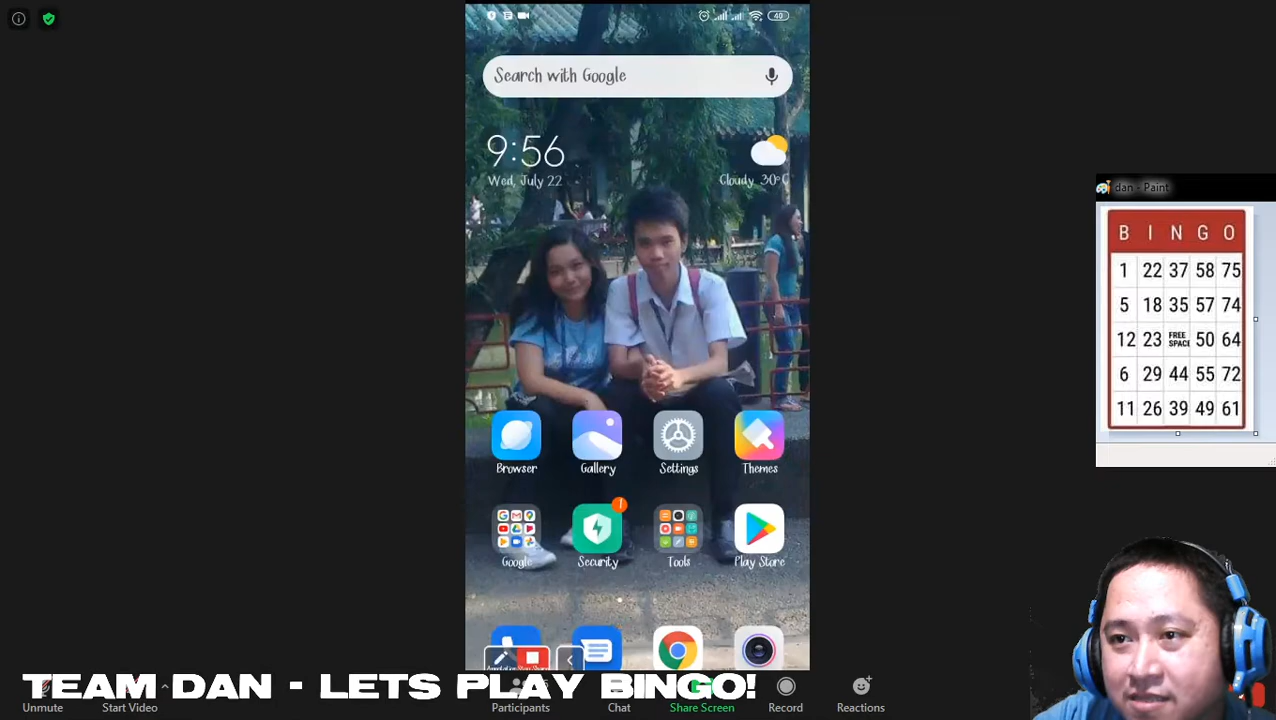 40
Search with Google
9:56
Wed, July 22
Cloudy 30°C
Browser
Gallery
Settings
Themes
Google
Security
1
Tools
Play Store
dan - Paint
B I N G O
1 22 37 58 75
5 18 35 57 74
12 23 FREE SPACE 50 64
6 29 44 55 72
11 26 39 49 61
TEAM DAN - LETS PLAY BINGO!
Unmute
Start Video
Participants
Chat
Share Screen
Record
Reactions